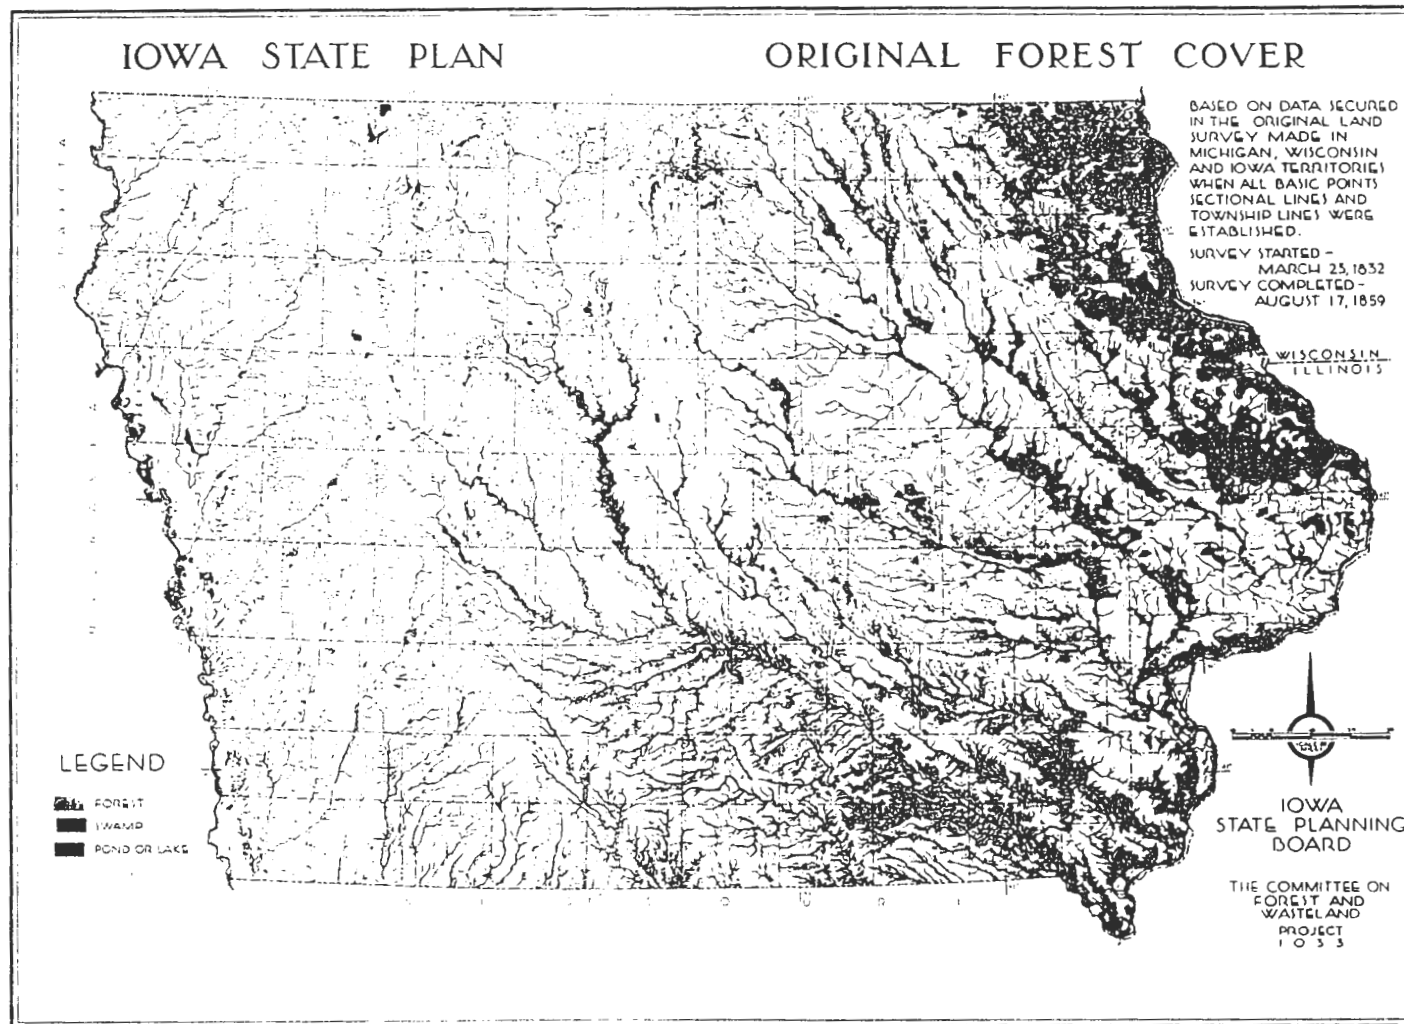 IOWA STATE PLAN
ORIGINAL FOREST COVER
BASED ON DATA SECURED
IN THE ORIGINAL LAND
SURVEY MADE IN
MICHIGAN, WISCONSIN
AND IOWA TERRITORIES
WHEN ALL BASIC POINTS
SECTIONAL LINES AND
TOWNSHIP LINES WERE
ESTABLISHED.
SURVEY STARTED -
MARCH 25, 1832
SURVEY COMPLETED -
AUGUST 17, 1859
WISCONSIN
ILLINOIS
LEGEND
FOREST
SWAMP
POND OR LAKE
IOWA
STATE PLANNING
BOARD
THE COMMITTEE ON
FOREST AND
WASTELAND
PROJECT
1033